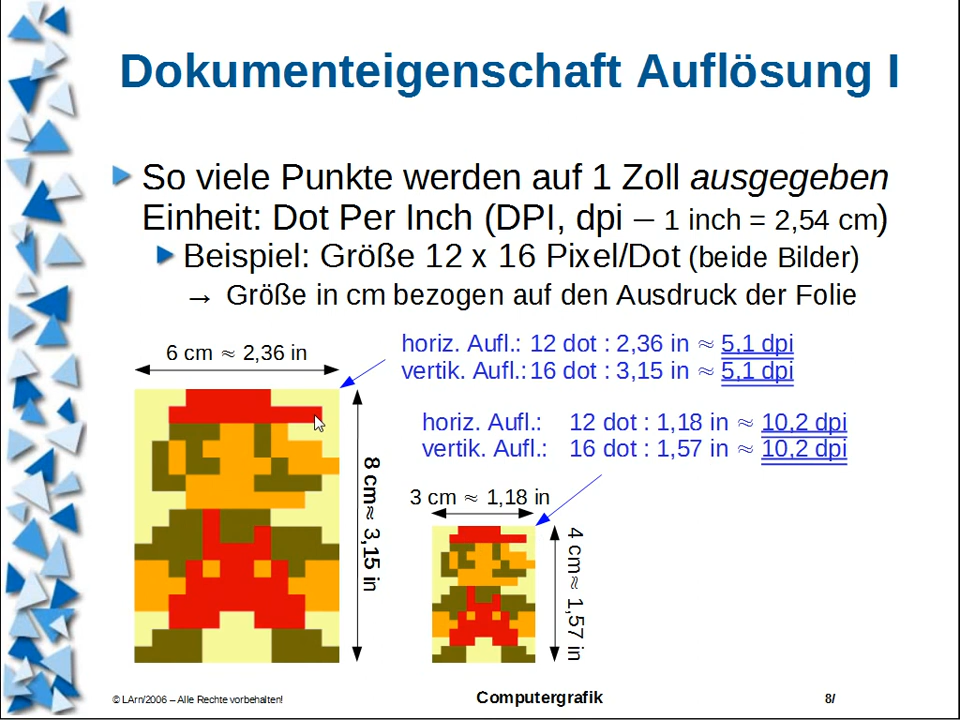 Dokumenteigenschaft Auflösung I
So viele Punkte werden auf 1 Zoll ausgegeben
Einheit: Dot Per Inch (DPI, dpi – 1 inch = 2,54 cm)
Beispiel: Größe 12 x 16 Pixel/Dot (beide Bilder)
→ Größe in cm bezogen auf den Ausdruck der Folie
6 cm ≈ 2,36 in
horiz. Aufl.: 12 dot : 2,36 in ≈ 5,1 dpi
vertik. Aufl.: 16 dot : 3,15 in ≈ 5,1 dpi
8 cm≈ 3,15 in
horiz. Aufl.: 12 dot : 1,18 in ≈ 10,2 dpi
vertik. Aufl.: 16 dot : 1,57 in ≈ 10,2 dpi
3 cm ≈ 1,18 in
4 cm≈ 1,57 in
© LArn/2006 – Alle Rechte vorbehalten!
Computergrafik
8/